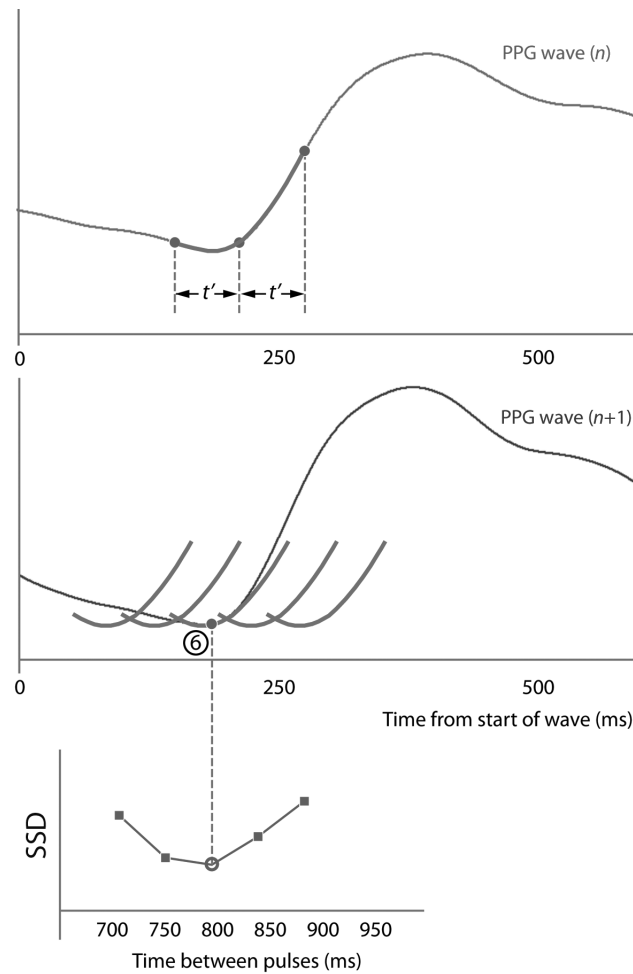 PPG wave (n)
t′ t′
0 250 500
PPG wave (n+1)
⑥
0 250 500
Time from start of wave (ms)
SSD
700 750 800 850 900 950
Time between pulses (ms)